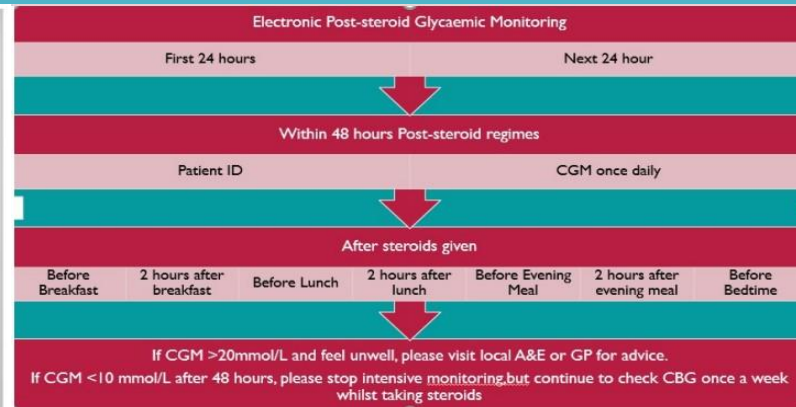 Electronic Post-steroid Glycaemic Monitoring
First 24 hours
Next 24 hour
Within 48 hours Post-steroid regimes
Patient ID
CGM once daily
After steroids given
Before
Breakfast
2 hours after
breakfast
Before Lunch
2 hours after
lunch
Before Evening
Meal
2 hours after
evening meal
Before
Bedtime
If CGM >20mmol/L and feel unwell, please visit local A&E or GP for advice.
If CGM <10 mmol/L after 48 hours, please stop intensive monitoring,but continue to check CBG once a week
whilst taking steroids